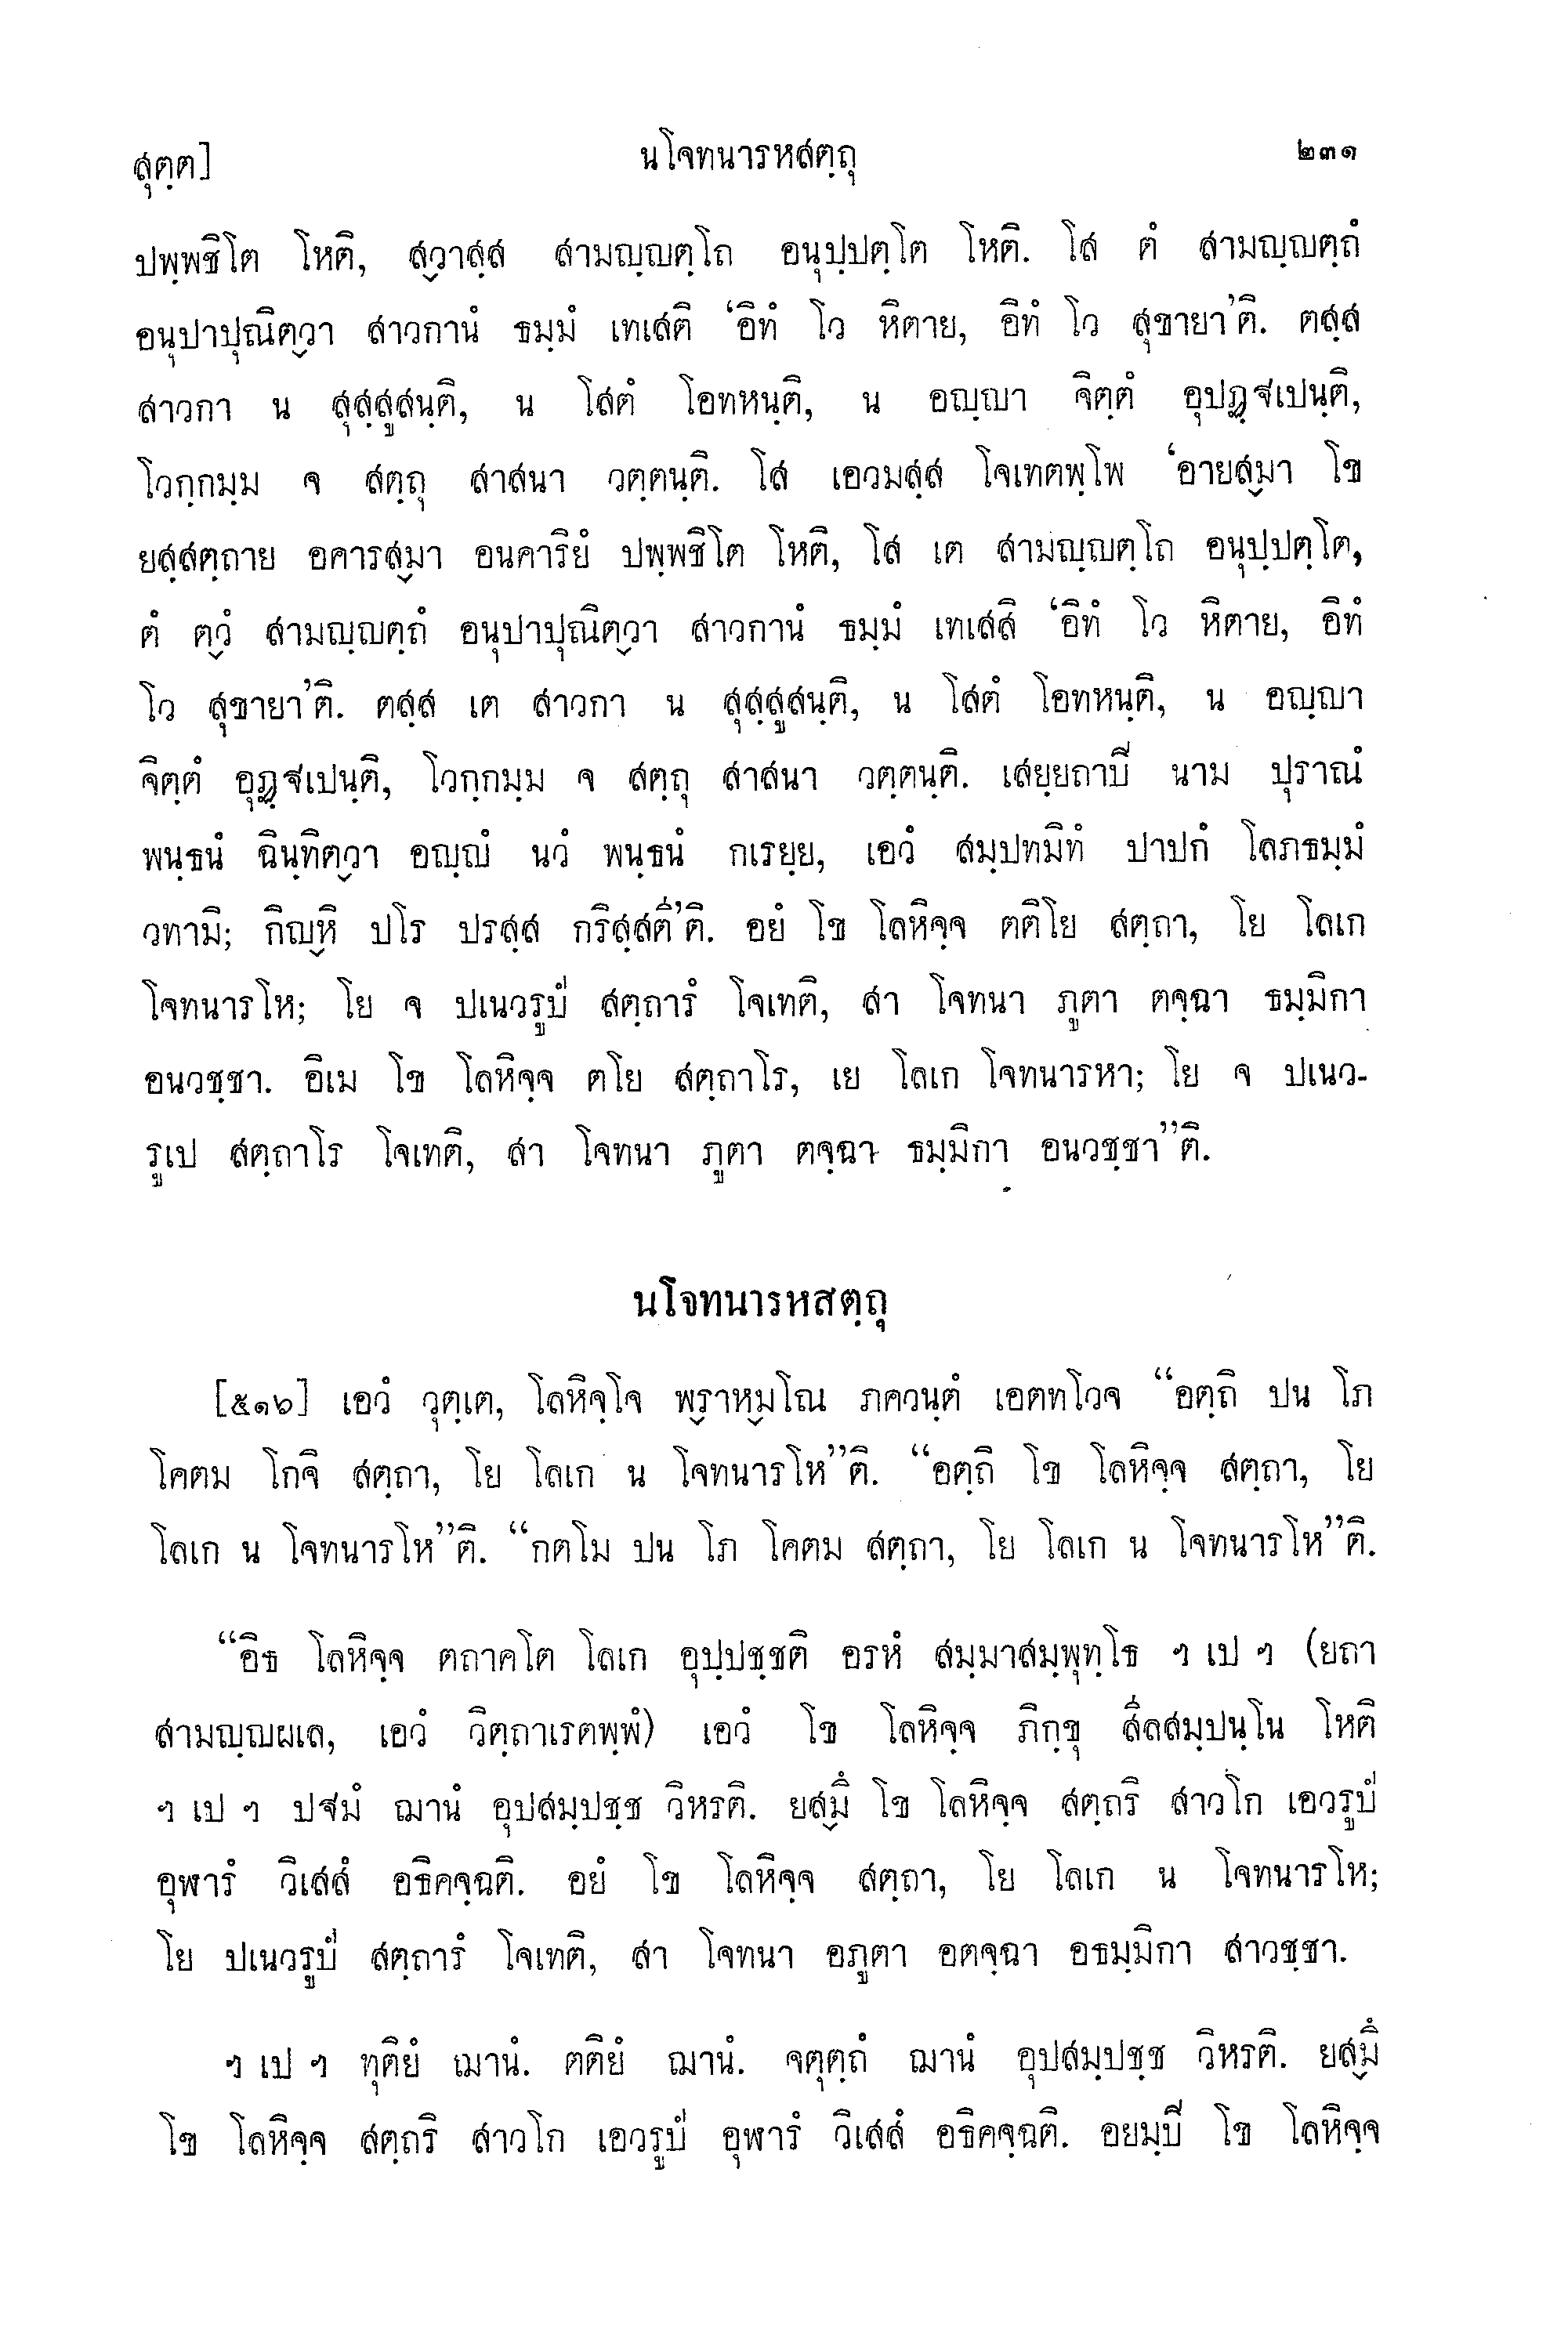 สุตฺต]
นโจทนารหสตฺถุ
๒๓๑
ปพฺพชิโต โหติ, สฺวาสฺส สามญฺญตฺโถ อนุปฺปตฺโต โหติ. โส ตํ สามญฺญตฺถํ
อนุปาปุณิตฺวา สาวกานํ ธมฺมํ เทเสติ ‘อิทํ โว หิตาย, อิทํ โว สุขายา’ติ. ตสฺส
สาวกา น สุสฺสูสนฺติ, น โสตํ โอทหนฺติ, น อญฺญา จิตฺตํ อุปฏฺฐเปนฺติ,
โวกฺกมฺม จ สตฺถุ สาสนา วตฺตนฺติ. โส เอวมสฺส โจเทตพฺโพ ‘อายสฺมา โข
ยสฺสตฺถาย อคารสฺมา อนคาริยํ ปพฺพชิโต โหติ, โส เต สามญฺญตฺโถ อนุปฺปตฺโต,
ตํ ตฺวํ สามญฺญตฺถํ อนุปาปุณิตฺวา สาวกานํ ธมฺมํ เทเสสิ ‘อิทํ โว หิตาย, อิทํ
โว สุขายา’ติ. ตสฺส เต สาวกา น สุสฺสูสนฺติ, น โสตํ โอทหนฺติ, น อญฺญา
จิตฺตํ อุฏฺฐเปนฺติ, โวกฺกมฺม จ สตฺถุ สาสนา วตฺตนฺติ. เสยฺยถาปี นาม ปุราณํ
พนฺธนํ ฉินฺทิตฺวา อญฺญํ นวํ พนฺธนํ กเรยฺย, เอวํ สมฺปทมิทํ ปาปกํ โลภธมฺมํ
วทามิ; กิญฺหิ ปโร ปรสฺส กริสฺสตี’ติ. อยํ โข โลหิจฺจ ตติโย สตฺถา, โย โลเก
โจทนารโห; โย จ ปเนวรูปํ สตฺถารํ โจเทติ, สา โจทนา ภูตา ตจฺฉา ธมฺมิกา
อนวชฺชา. อิเม โข โลหิจฺจ ตโย สตฺถาโร, เย โลเก โจทนารหา; โย จ ปเนว-
รูเป สตฺถาโร โจเทติ, สา โจทนา ภูตา ตจฺฉา ธมฺมิกา อนวชฺชา”ติ.
นโจทนารหสตฺถุ
[๕๑๖] เอวํ วุตฺเต, โลหิจฺโจ พฺราหฺมโณ ภควนฺตํ เอตทโวจ “อตฺถิ ปน โภ
โคตม โกจิ สตฺถา, โย โลเก น โจทนารโห”ติ. “อตฺถิ โข โลหิจฺจ สตฺถา, โย
โลเก น โจทนารโห”ติ. “กตโม ปน โภ โคตม สตฺถา, โย โลเก น โจทนารโห”ติ.
“อิธ โลหิจฺจ ตถาคโต โลเก อุปฺปชฺชติ อรหํ สมฺมาสมฺพุทฺโธ ฯ เป ฯ (ยถา
สามญฺญผเล, เอวํ วิตฺถาเรตพฺพํ) เอวํ โข โลหิจฺจ ภิกฺขุ สีลสมฺปนฺโน โหติ
ฯ เป ฯ ปฐมํ ฌานํ อุปสมฺปชฺช วิหรติ. ยสฺมึ โข โลหิจฺจ สตฺถริ สาวโก เอวรูปํ
อุฬารํ วิเสสํ อธิคจฺฉติ. อยํ โข โลหิจฺจ สตฺถา, โย โลเก น โจทนารโห;
โย ปเนวรูปํ สตฺถารํ โจเทติ, สา โจทนา อภูตา อตจฺฉา อธมฺมิกา สาวชฺชา.
ฯ เป ฯ ทุติยํ ฌานํ. ตติยํ ฌานํ. จตุตฺถํ ฌานํ อุปสมฺปชฺช วิหรติ. ยสฺมึ
โข โลหิจฺจ สตฺถริ สาวโก เอวรูปํ อุฬารํ วิเสสํ อธิคจฺฉติ. อยมฺปี โข โลหิจฺจ